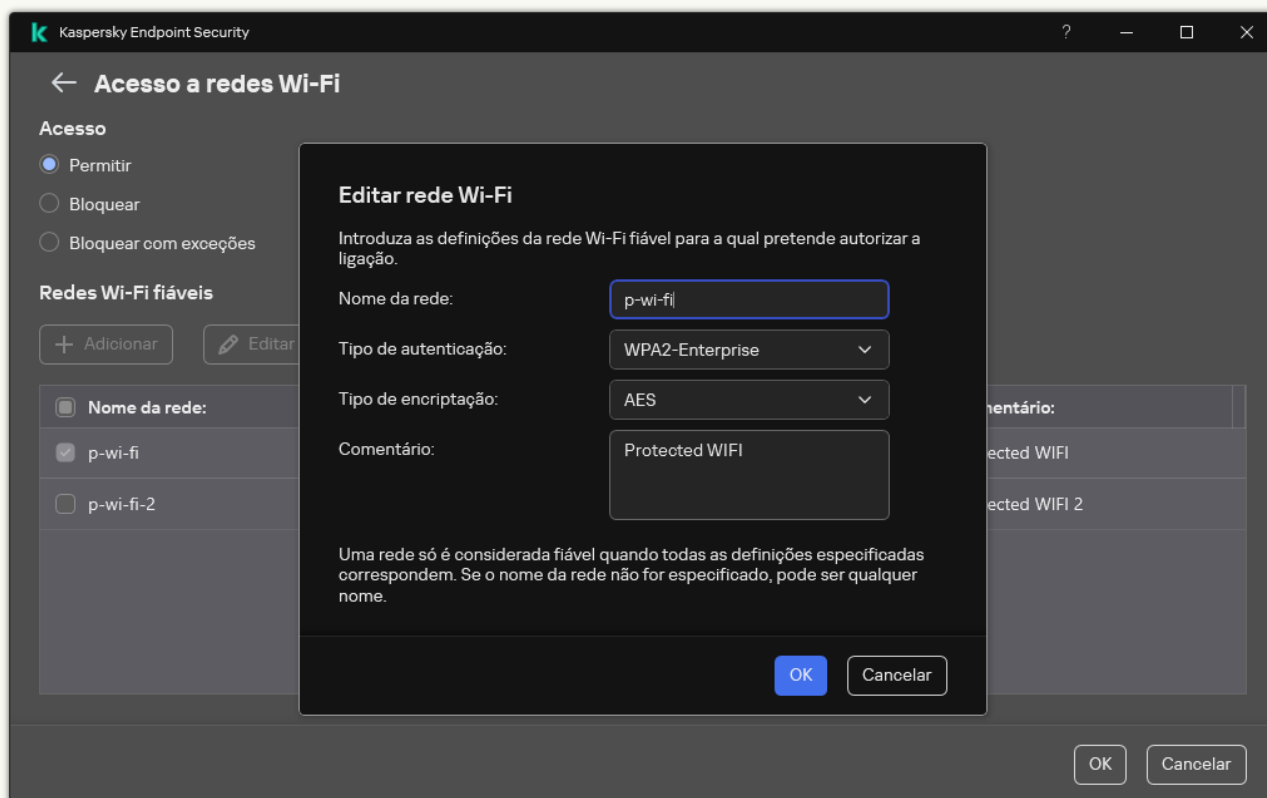 Kaspersky Endpoint Security
?
Acesso a redes Wi-Fi
Acesso
Permitir
Bloquear
Bloquear com exceções
Redes Wi-Fi fiáveis
Adicionar
Editar
Nome da rede:
p-wi-fi
p-wi-fi-2
Editar rede Wi-Fi
Introduza as definições da rede Wi-Fi fiável para a qual pretende autorizar a
ligação.
Nome da rede:
p-wi-fi
Tipo de autenticação:
WPA2-Enterprise
Tipo de encriptação:
AES
Comentário:
Protected WIFI
Uma rede só é considerada fiável quando todas as definições especificadas
correspondem. Se o nome da rede não for especificado, pode ser qualquer
nome.
OK
Cancelar
nentário:
ected WIFI
ected WIFI 2
OK
Cancelar